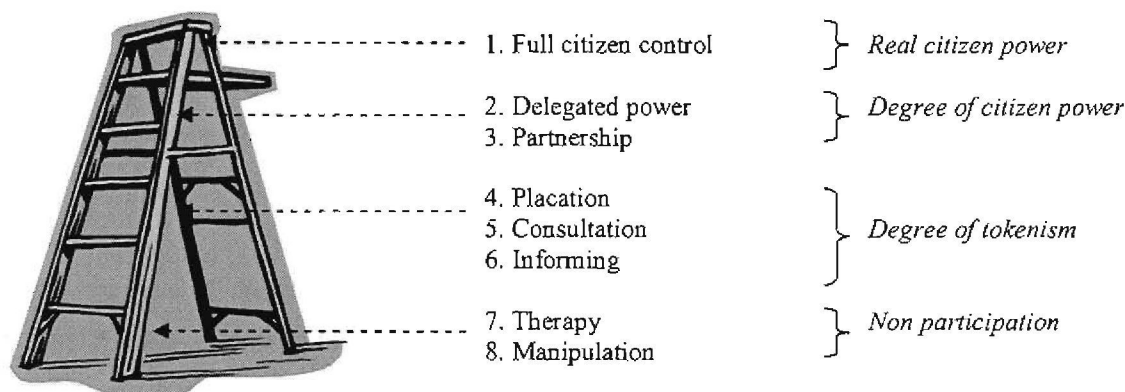 1. Full citizen control
Real citizen power
2. Delegated power
3. Partnership
Degree of citizen power
4. Placation
5. Consultation
6. Informing
Degree of tokenism
7. Therapy
8. Manipulation
Non participation